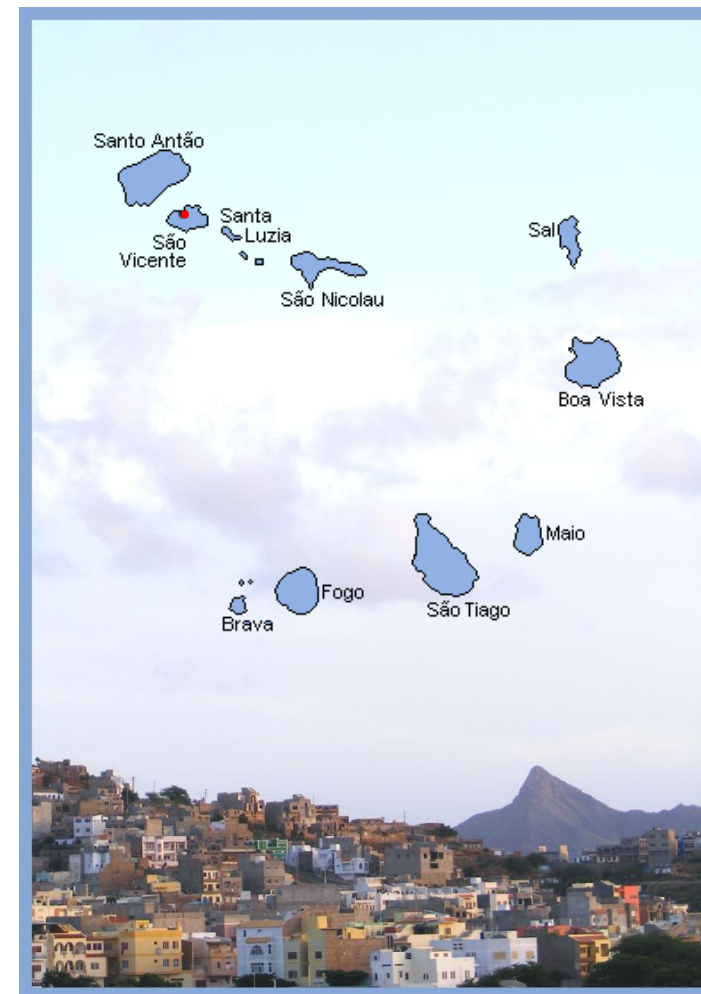 Santo Antão
São
Vicente
Santa
Luzia
São Nicolau
Sal
Boa Vista
Maio
São Tiago
Fogo
Brava